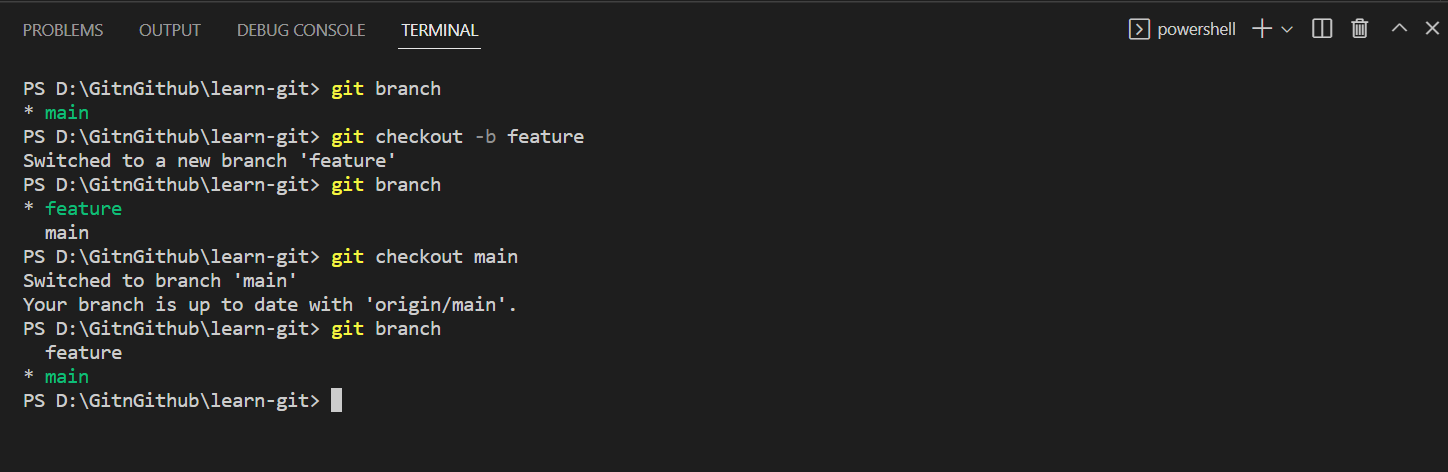 PROBLEMS OUTPUT DEBUG CONSOLE TERMINAL powershell
PS D:\GitnGithub\learn-git> git branch
* main
PS D:\GitnGithub\learn-git> git checkout -b feature
Switched to a new branch 'feature'
PS D:\GitnGithub\learn-git> git branch
* feature
  main
PS D:\GitnGithub\learn-git> git checkout main
Switched to branch 'main'
Your branch is up to date with 'origin/main'.
PS D:\GitnGithub\learn-git> git branch
  feature
* main
PS D:\GitnGithub\learn-git>